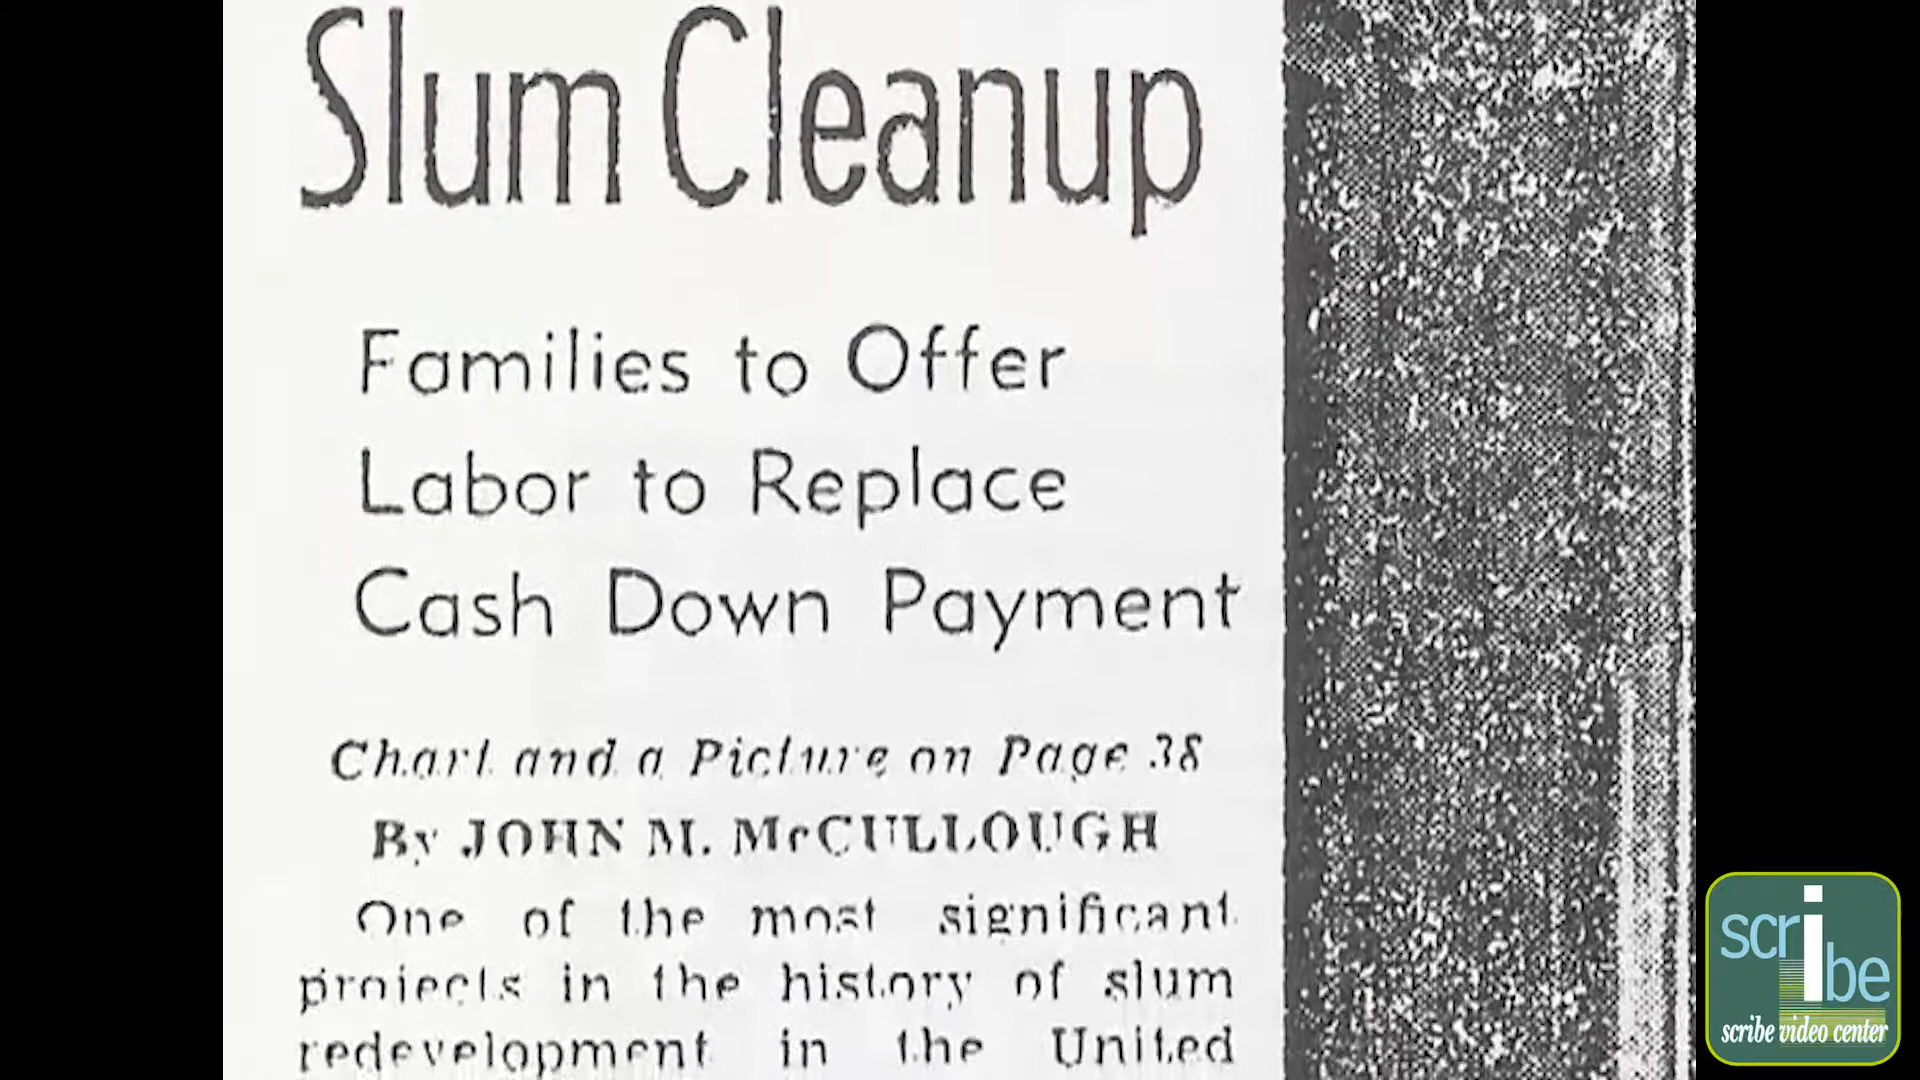 Slum Cleanup
Families to Offer
Labor to Replace
Cash Down Payment
Chart and a Picture on Page 38
By JOHN M. McCULLOUGH
One of the most significant
projects in the history of slum
redevelopment in the United
scribe
scribe video center